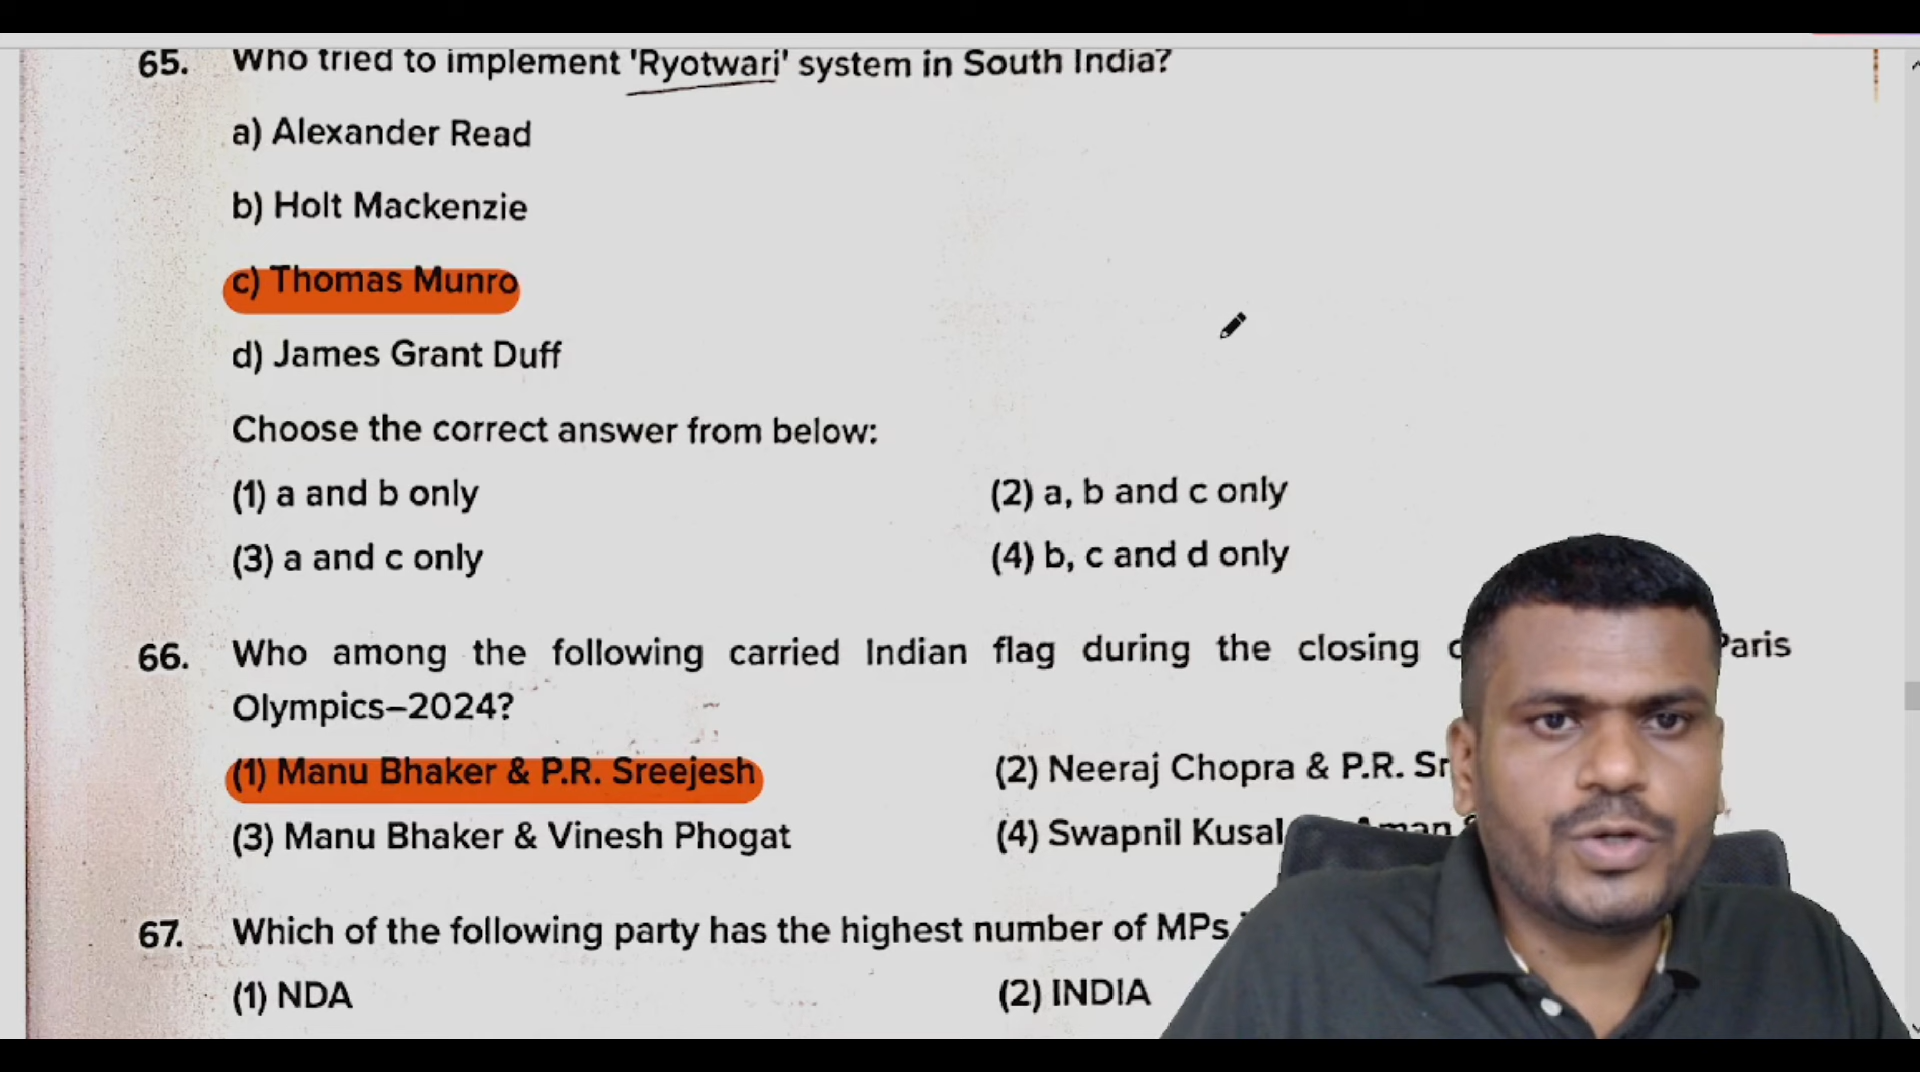 65. Who tried to implement 'Ryotwari' system in South India?
a) Alexander Read
b) Holt Mackenzie
c) Thomas Munro
d) James Grant Duff
Choose the correct answer from below:
(1) a and b only (2) a, b and c only
(3) a and c only (4) b, c and d only
66. Who among the following carried Indian flag during the closing Paris
Olympics–2024?
(1) Manu Bhaker & P.R. Sreejesh (2) Neeraj Chopra & P.R.
(3) Manu Bhaker & Vinesh Phogat (4) Swapnil Kusal Aman
67. Which of the following party has the highest number of MPs
(1) NDA (2) INDIA